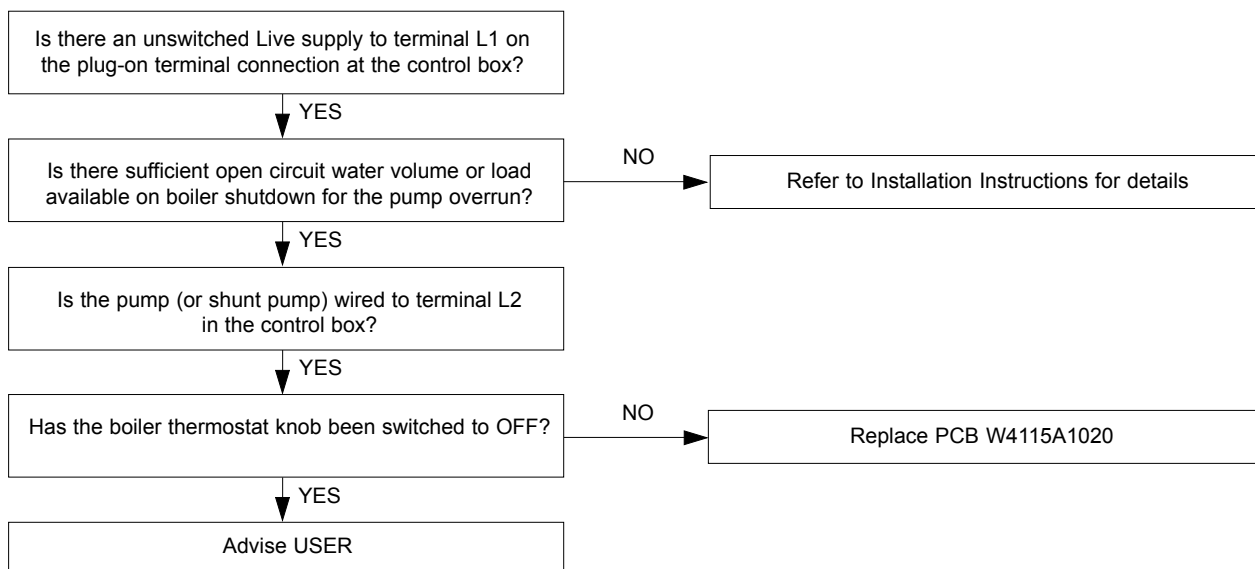 Is there an unswitched Live supply to terminal L1 on
the plug-on terminal connection at the control box?
YES
Is there sufficient open circuit water volume or load
available on boiler shutdown for the pump overrun?
NO
Refer to Installation Instructions for details
YES
Is the pump (or shunt pump) wired to terminal L2
in the control box?
YES
Has the boiler thermostat knob been switched to OFF?
NO
Replace PCB W4115A1020
YES
Advise USER